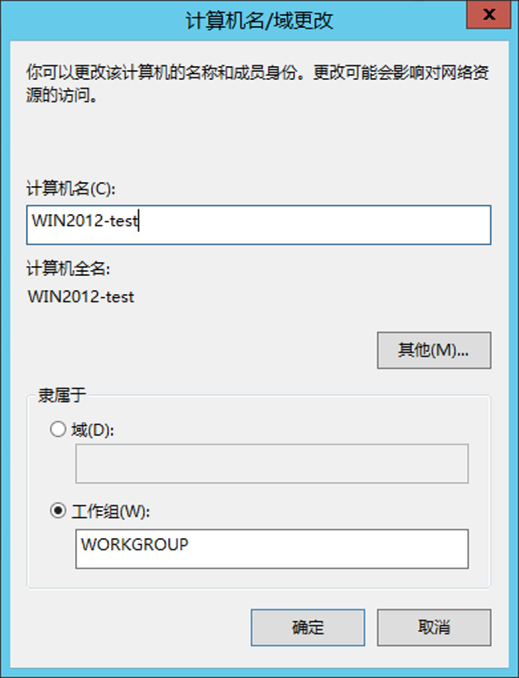 计算机名/域更改
x
你可以更改该计算机的名称和成员身份。更改可能会影响对网络资
源的访问。
计算机名(C):
WIN2012-test
计算机全名:
WIN2012-test
其他(M)...
隶属于
域(D):
工作组(W):
WORKGROUP
确定
取消